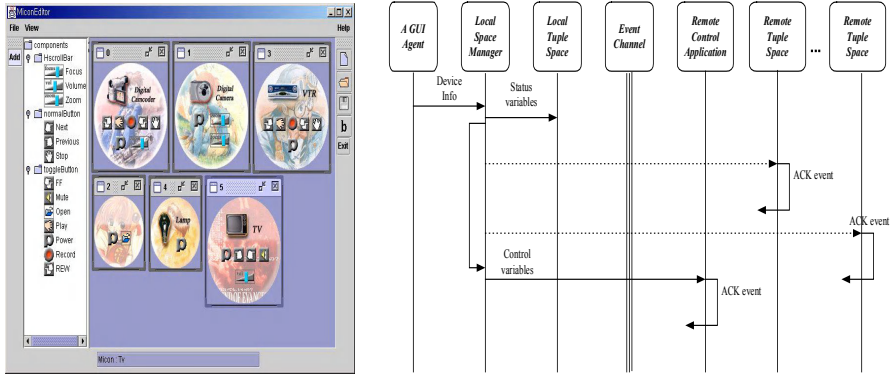 MiconEditor
File View
Help
Add
components
HscrollBar
Focus
Volume
Zoom
normalButton
Next
Previous
Stop
toggleButton
FF
Mute
Open
Play
Power
Record
REW
0
Digital
Camcoder
1
Digital
Camera
3
VTR
2
4
Lamp
5
TV
b
Exit
Micon : Tv
A GUI
Agent
Local
Space
Manager
Local
Tuple
Space
Event
Channel
Remote
Control
Application
Remote
Tuple
Space
...
Remote
Tuple
Space
Device
Info
Status
variables
ACK event
ACK event
Control
variables
ACK event